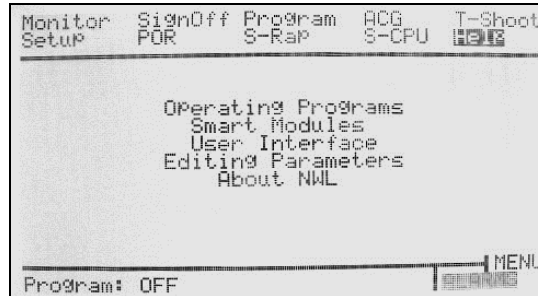 Monitor SignOff Program ACG T-Shoot
Setup POR S-Rap S-CPU Help
Operating Programs
Smart Modules
User Interface
Editing Parameters
About NWL
MENU
Program: OFF ALARMS